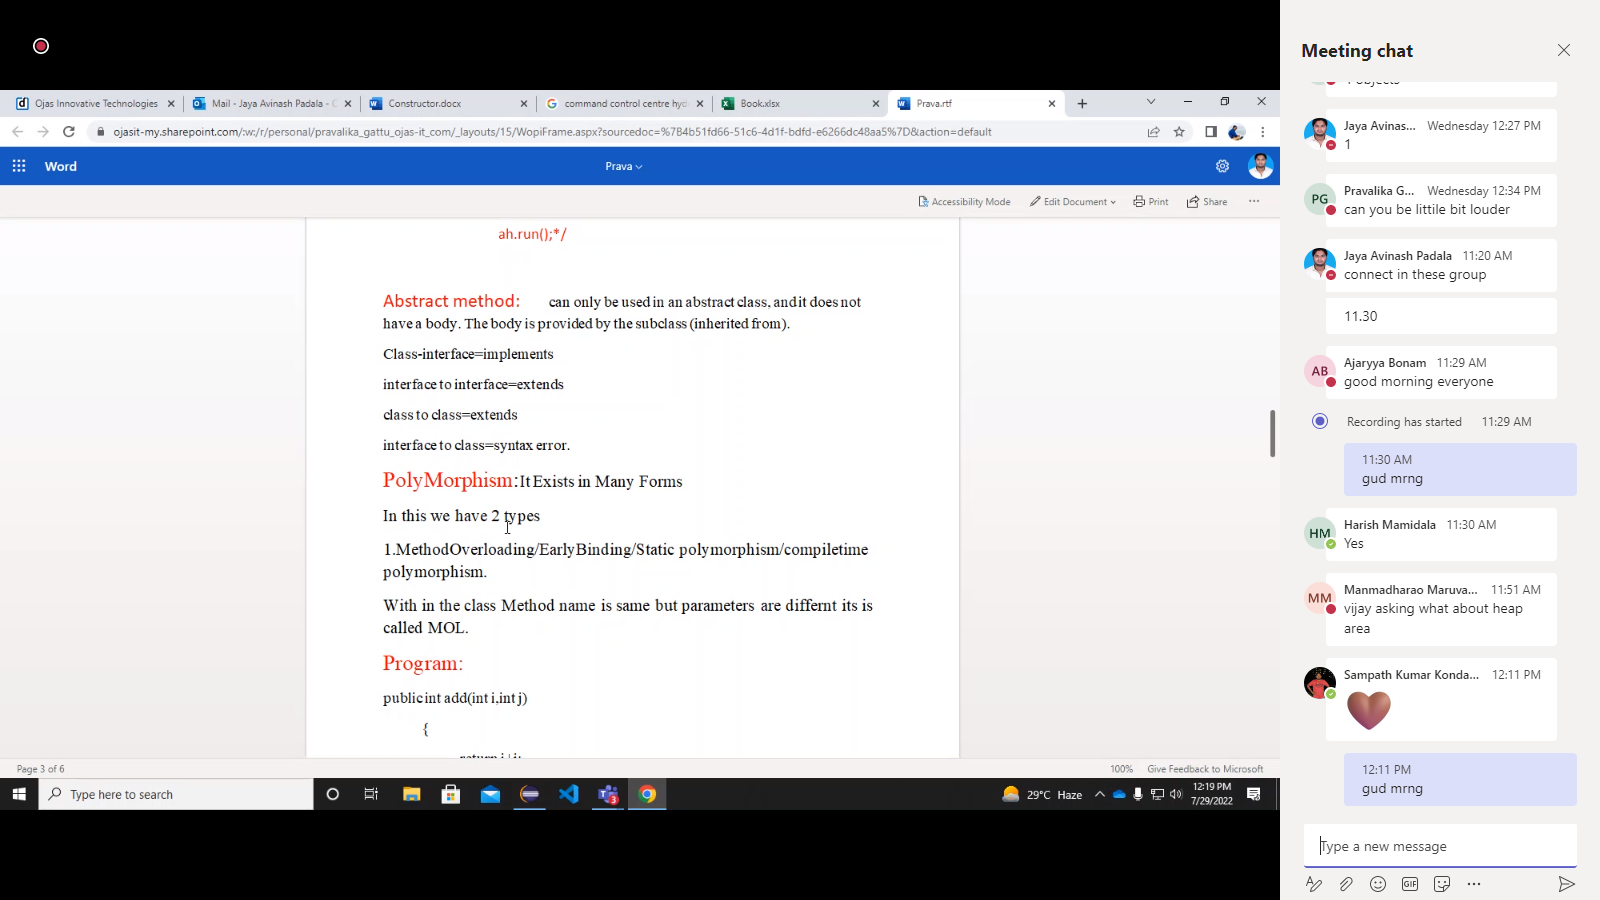 Ojas Innovative Technologies
Mail - Jaya Avinash Padala - 
Constructor.docx
command control centre hyd
Book.xlsx
Prava.rtf
ojasit-my.sharepoint.com/:w:/r/personal/pravalika_gattu_ojas-it_com/_layouts/15/WopiFrame.aspx?sourcedoc=%7B4b51fd66-51c6-4d1f-bdfd-e6266dc48aa5%7D&action=default
Word
Prava
Accessibility Mode
Edit Document
Print
Share
ah.run();*/
Abstract method: can only be used in an abstract class, and it does not
have a body. The body is provided by the subclass (inherited from).
Class-interface=implements
interface to interface=extends
class to class=extends
interface to class=syntax error.
PolyMorphism:It Exists in Many Forms
In this we have 2 types
1.MethodOverloading/EarlyBinding/Static polymorphism/compiletime
polymorphism.
With in the class Method name is same but parameters are differnt its is
called MOL.
Program:
public int add(int i,int j)
{
return i+j;
Page 3 of 6
100%
Give Feedback to Microsoft
Type here to search
29°C Haze
12:19 PM
7/29/2022
Meeting chat
4 objects
Jaya Avinas... Wednesday 12:27 PM
1
PG
Pravalika G... Wednesday 12:34 PM
can you be littile bit louder
Jaya Avinash Padala 11:20 AM
connect in these group
11.30
AB
Ajaryya Bonam 11:29 AM
good morning everyone
Recording has started 11:29 AM
11:30 AM
gud mrng
HM
Harish Mamidala 11:30 AM
Yes
MM
Manmadharao Maruva... 11:51 AM
vijay asking what about heap
area
Sampath Kumar Konda... 12:11 PM
12:11 PM
gud mrng
Type a new message
GIF